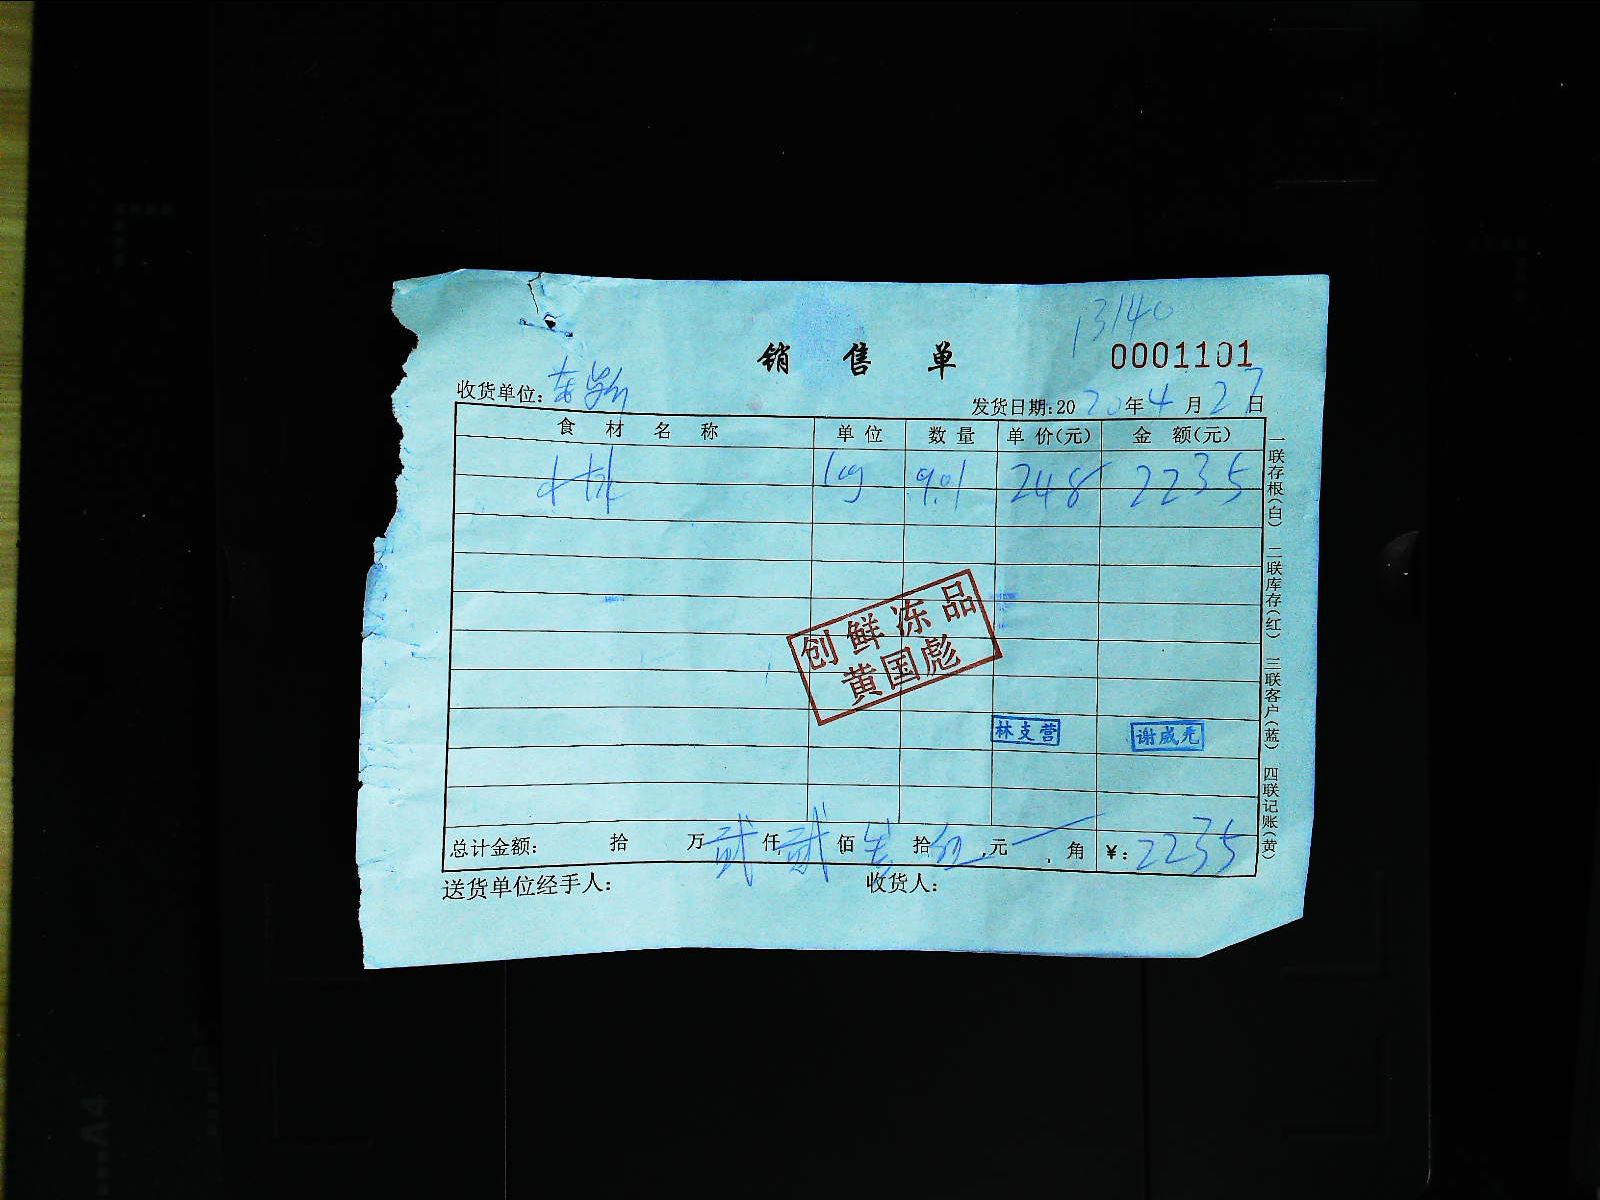 13140
销售单
0001101
收货单位：
发货日期：2020年4月27日
食材名称 单位 数量 单价(元) 金额(元)
kg 9.01 248 2235
创鲜冻品
黄国彪
林支营 谢威尧
总计金额： 拾 万贰仟贰佰叁拾伍元 角 ￥：2235
送货单位经手人： 收货人：
一联存根(白) 二联库存(红) 三联客户(蓝) 四联记账(黄)
A4